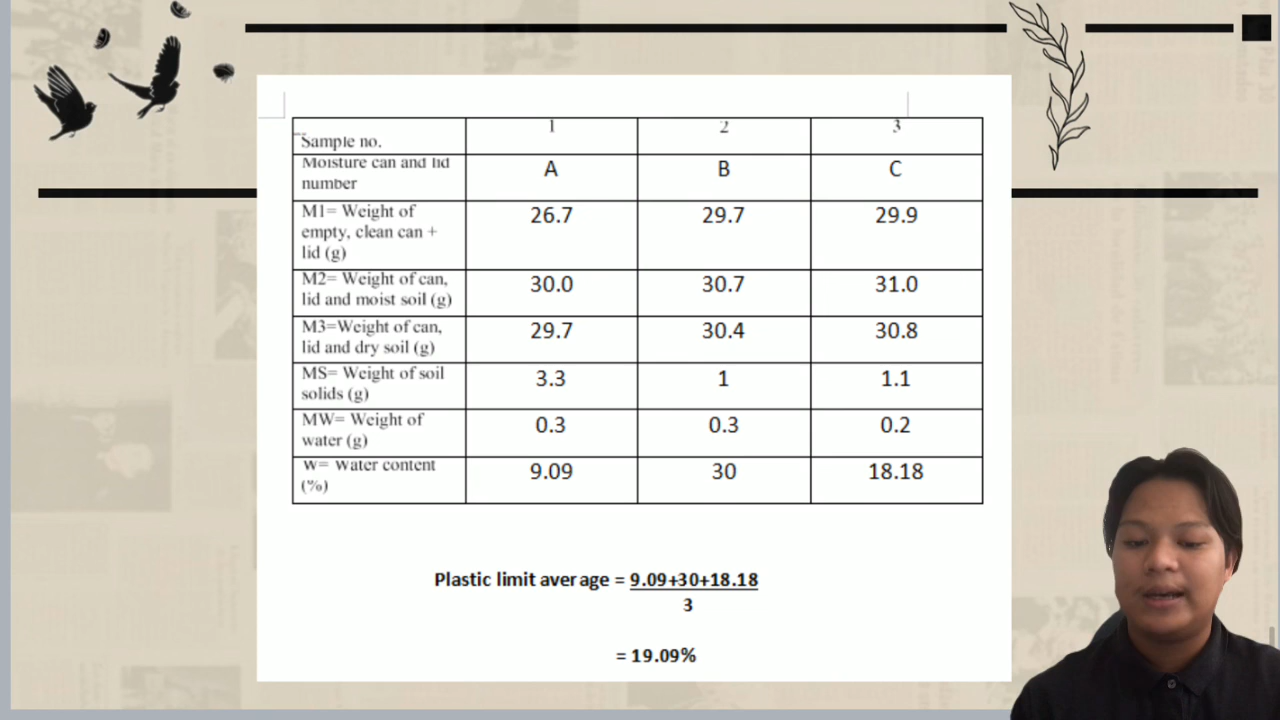 Sample no. 1 2 3
Moisture can and lid number A B C
M1= Weight of empty, clean can + lid (g) 26.7 29.7 29.9
M2= Weight of can, lid and moist soil (g) 30.0 30.7 31.0
M3=Weight of can, lid and dry soil (g) 29.7 30.4 30.8
MS= Weight of soil solids (g) 3.3 1 1.1
MW= Weight of water (g) 0.3 0.3 0.2
W= Water content (%) 9.09 30 18.18
Plastic limit average = 9.09+30+18.18
3
= 19.09%